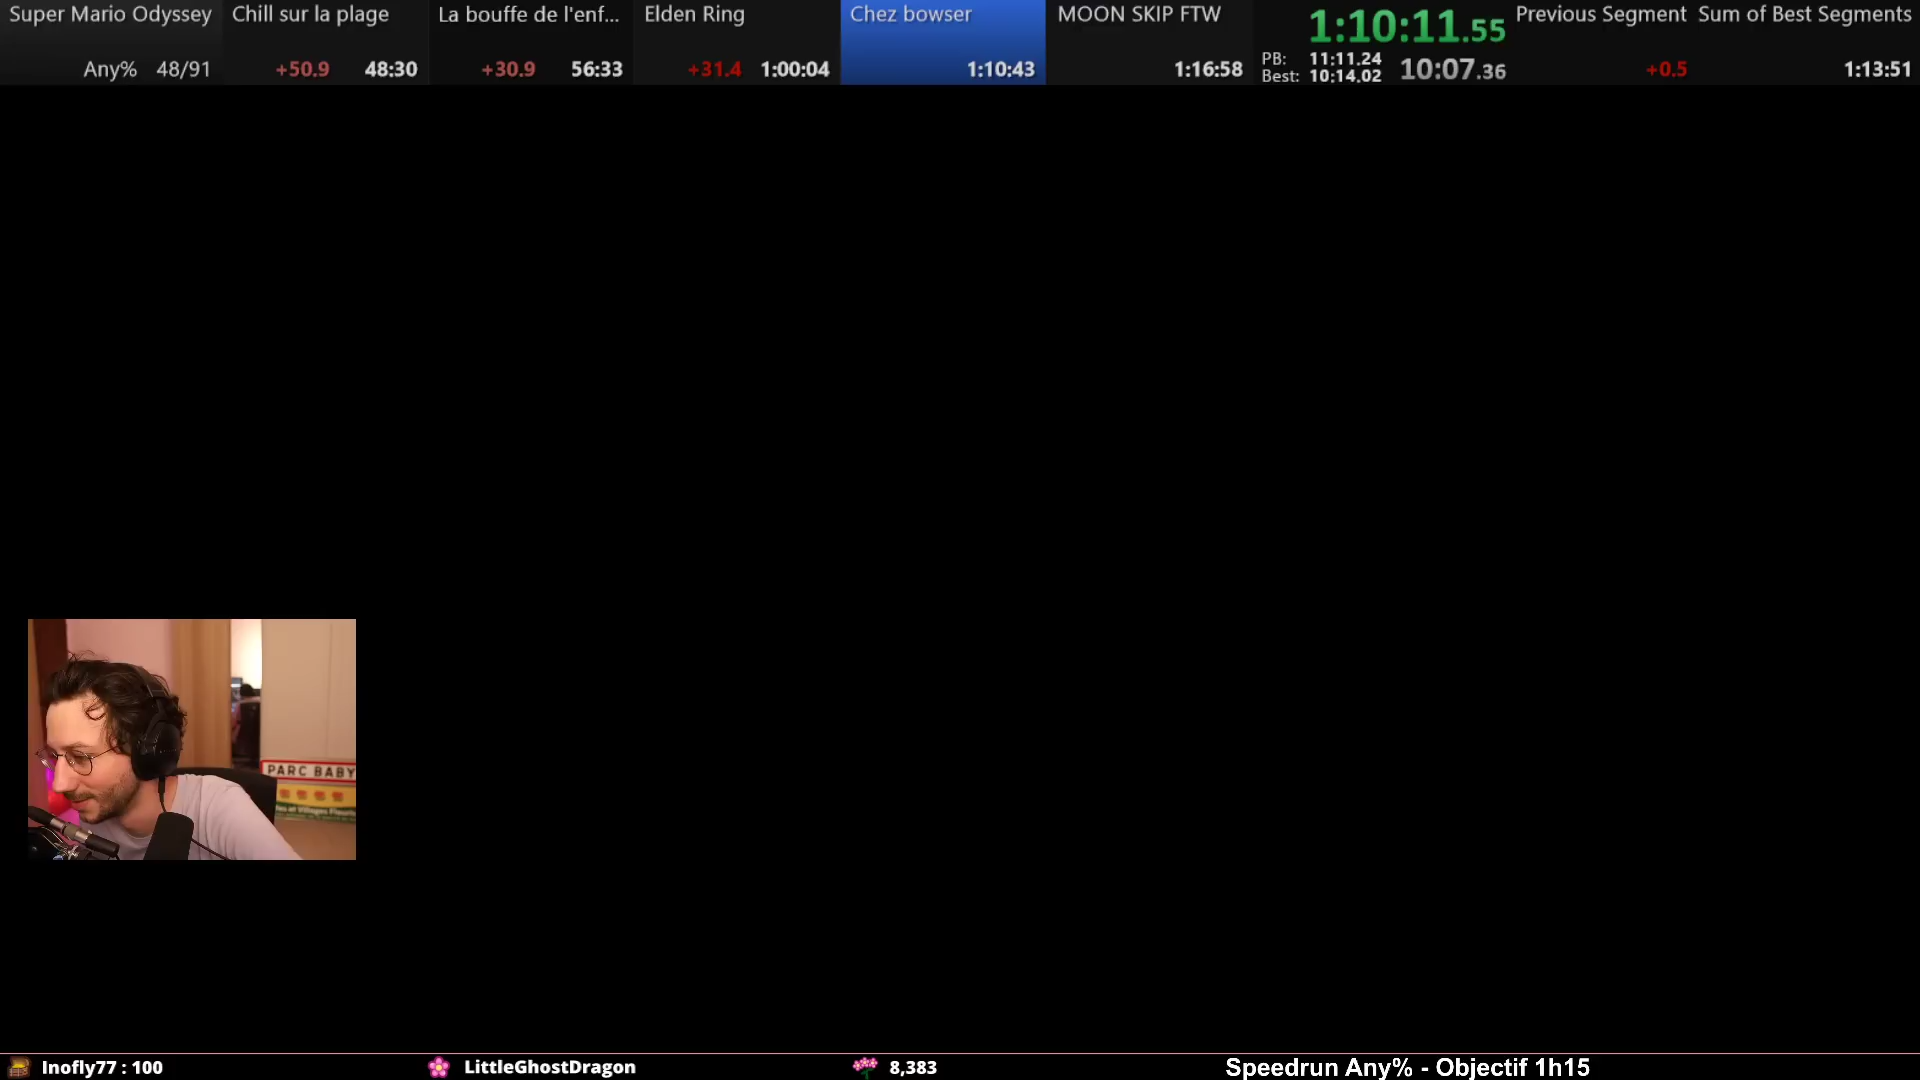 Super Mario Odyssey
Any% 48/91
Chill sur la plage
+50.9 48:30
La bouffe de l'enf...
+30.9 56:33
Elden Ring
+31.4 1:00:04
Chez bowser
1:10:43
MOON SKIP FTW
1:16:58
1:10:11.55
PB: 11:11.24
Best: 10:14.02
10:07.36
Previous Segment
+0.5
Sum of Best Segments
1:13:51
PARC BABY
Inofly77 : 100
LittleGhostDragon
8,383
Speedrun Any% - Objectif 1h15